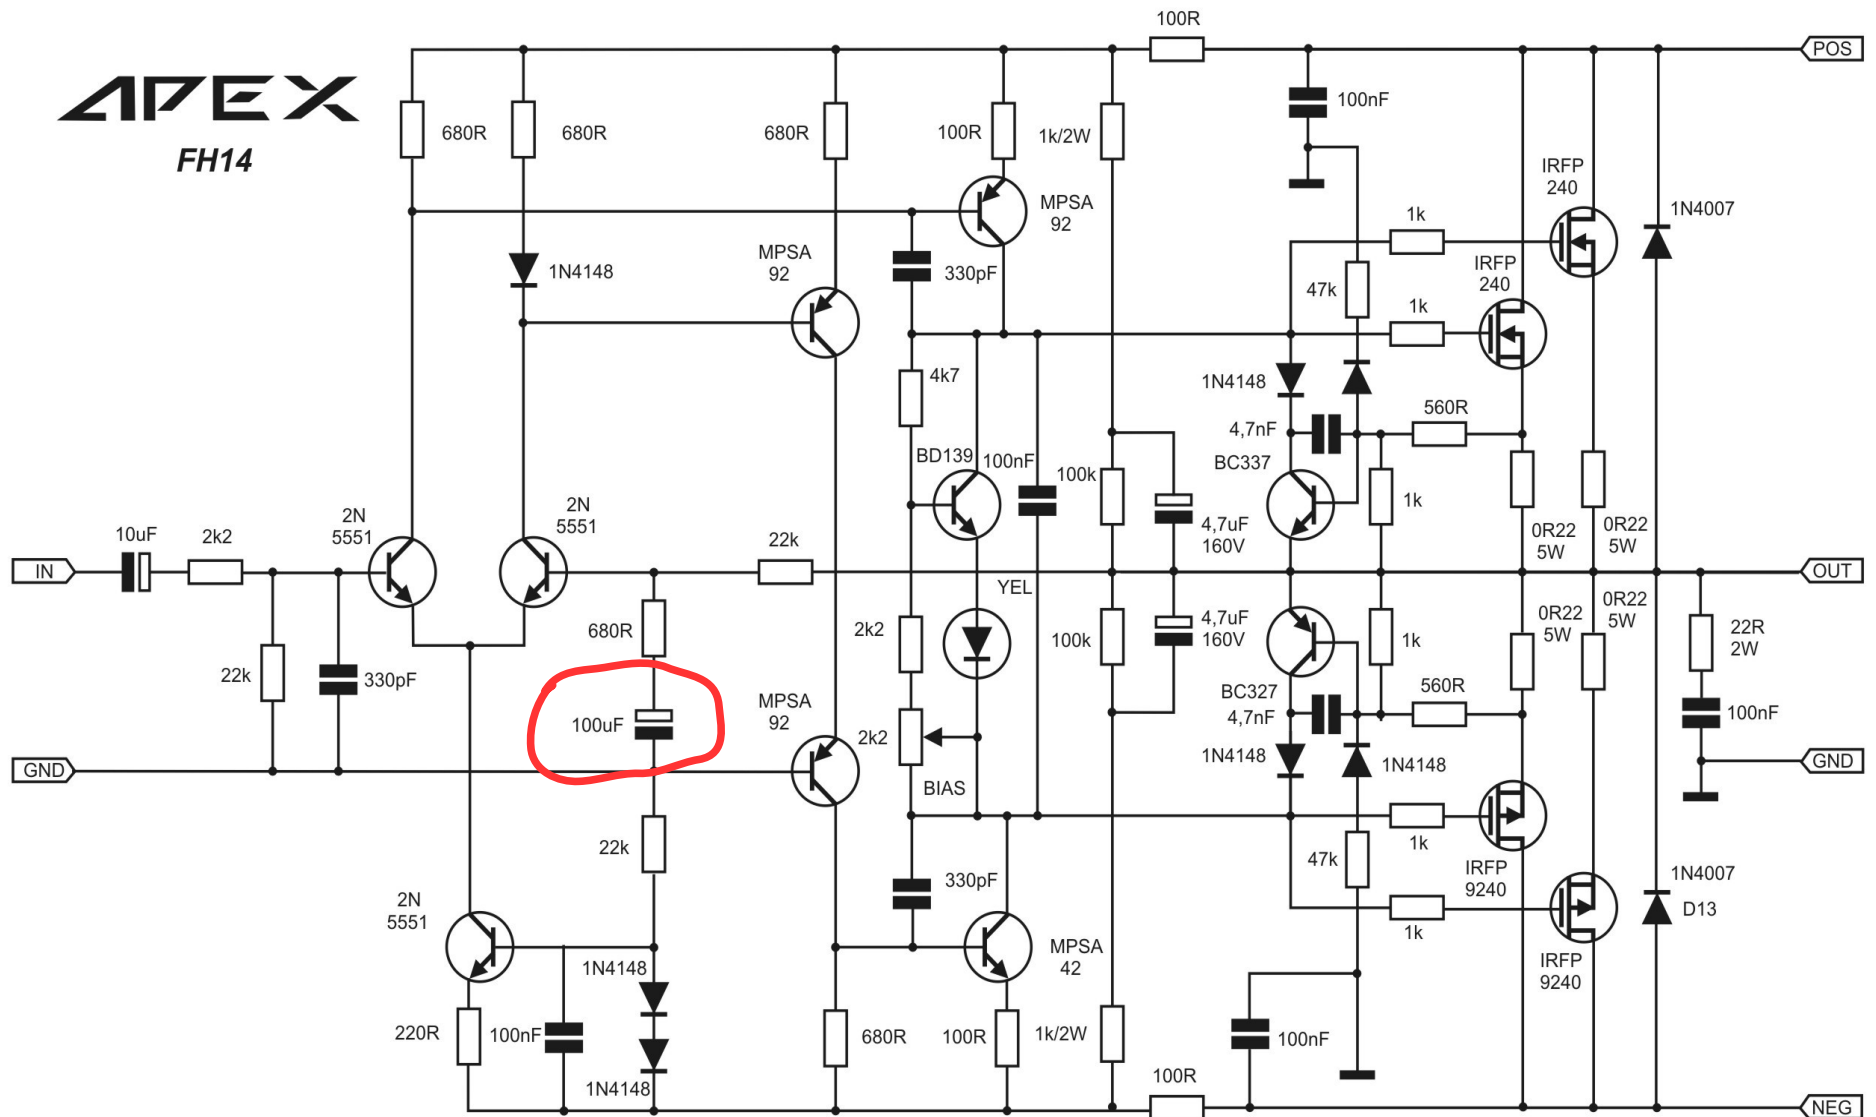 APEX
FH14
100R
POS
680R
680R
680R
100R
1k/2W
100nF
IRFP
240
MPSA
92
1k
1N4007
1N4148
MPSA
92
330pF
47k
IRFP
240
1k
4k7
1N4148
560R
4,7nF
BC337
BD139
100nF
100k
1k
4,7uF
160V
0R22
5W
0R22
5W
10uF
2k2
2N
5551
2N
5551
22k
IN
OUT
YEL
680R
2k2
100k
4,7uF
160V
1k
0R22
5W
0R22
5W
22R
2W
22k
330pF
100uF
MPSA
92
2k2
BC327
4,7nF
560R
100nF
1N4148
1N4148
GND
GND
BIAS
22k
1k
47k
IRFP
9240
1N4007
D13
330pF
2N
5551
1k
MPSA
42
1N4148
IRFP
9240
220R
100nF
680R
100R
1k/2W
100nF
1N4148
100R
NEG